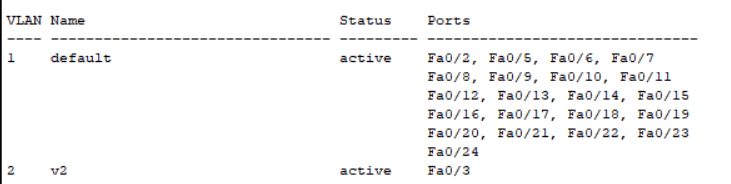 VLAN Name                             Status    Ports
---- -------------------------------- --------- -------------------------------
1    default                          active    Fa0/2, Fa0/5, Fa0/6, Fa0/7
                                                Fa0/8, Fa0/9, Fa0/10, Fa0/11
                                                Fa0/12, Fa0/13, Fa0/14, Fa0/15
                                                Fa0/16, Fa0/17, Fa0/18, Fa0/19
                                                Fa0/20, Fa0/21, Fa0/22, Fa0/23
                                                Fa0/24
2    v2                               active    Fa0/3